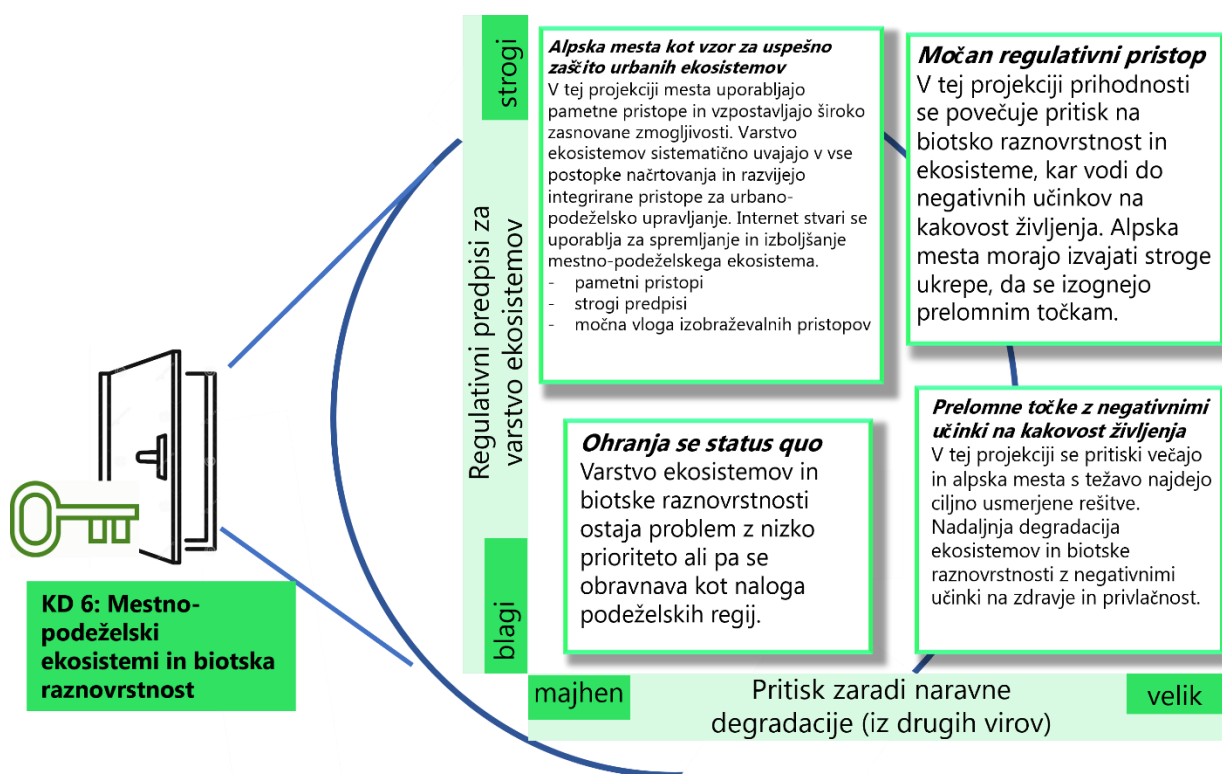 KD 6: Mestno-
podeželski
ekosistemi in biotska
raznovrstnost
Regulativni predpisi za
varstvo ekosistemov
strogi
blagi
Alpska mesta kot vzor za uspešno
zaščito urbanih ekosistemov
V tej projekciji mesta uporabljajo
pametne pristope in vzpostavljajo široko
zasnovane zmogljivosti. Varstvo
ekosistemov sistematično uvajajo v vse
postopke načrtovanja in razvijejo
integrirane pristope za urbano-
podeželsko upravljanje. Internet stvari se
uporablja za spremljanje in izboljšanje
mestno-podeželskega ekosistema.
- pametni pristopi
- strogi predpisi
- močna vloga izobraževalnih pristopov
Močan regulativni pristop
V tej projekciji prihodnosti
se povečuje pritisk na
biotsko raznovrstnost in
ekosisteme, kar vodi do
negativnih učinkov na
kakovost življenja. Alpska
mesta morajo izvajati stroge
ukrepe, da se izognejo
prelomnim točkam.
Ohranja se status quo
Varstvo ekosistemov in
biotske raznovrstnosti
ostaja problem z nizko
prioriteto ali pa se
obravnava kot naloga
podeželskih regij.
Prelomne točke z negativnimi
učinki na kakovost življenja
V tej projekciji se pritiski večajo
in alpska mesta s težavo najdejo
ciljno usmerjene rešitve.
Nadaljnja degradacija
ekosistemov in biotske
raznovrstnosti z negativnimi
učinki na zdravje in privlačnost.
majhen
Pritisk zaradi naravne
degradacije (iz drugih virov)
velik